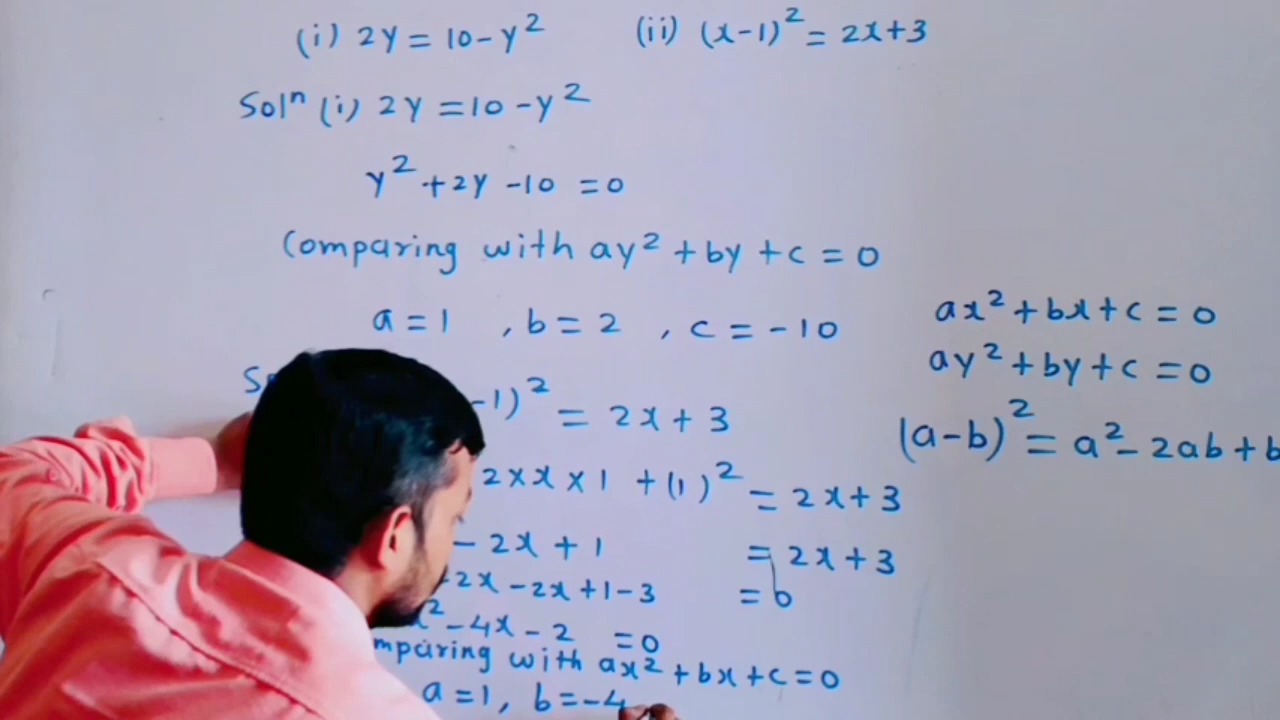 (i) 2y = 10 - y² (ii) (x-1)² = 2x+3
Solⁿ (i) 2y = 10 - y²
y² + 2y - 10 = 0
Comparing with ay² + by + c = 0
a = 1 , b = 2 , c = -10
ax² + bx + c = 0
ay² + by + c = 0
(a-b)² = a² - 2ab + b
-1)² = 2x + 3
2 × x × 1 + (1)² = 2x + 3
- 2x + 1 = 2x + 3
-2x - 2x + 1 - 3 = 0
x² - 4x - 2 = 0
mparing with ax² + bx + c = 0
a = 1, b = -4